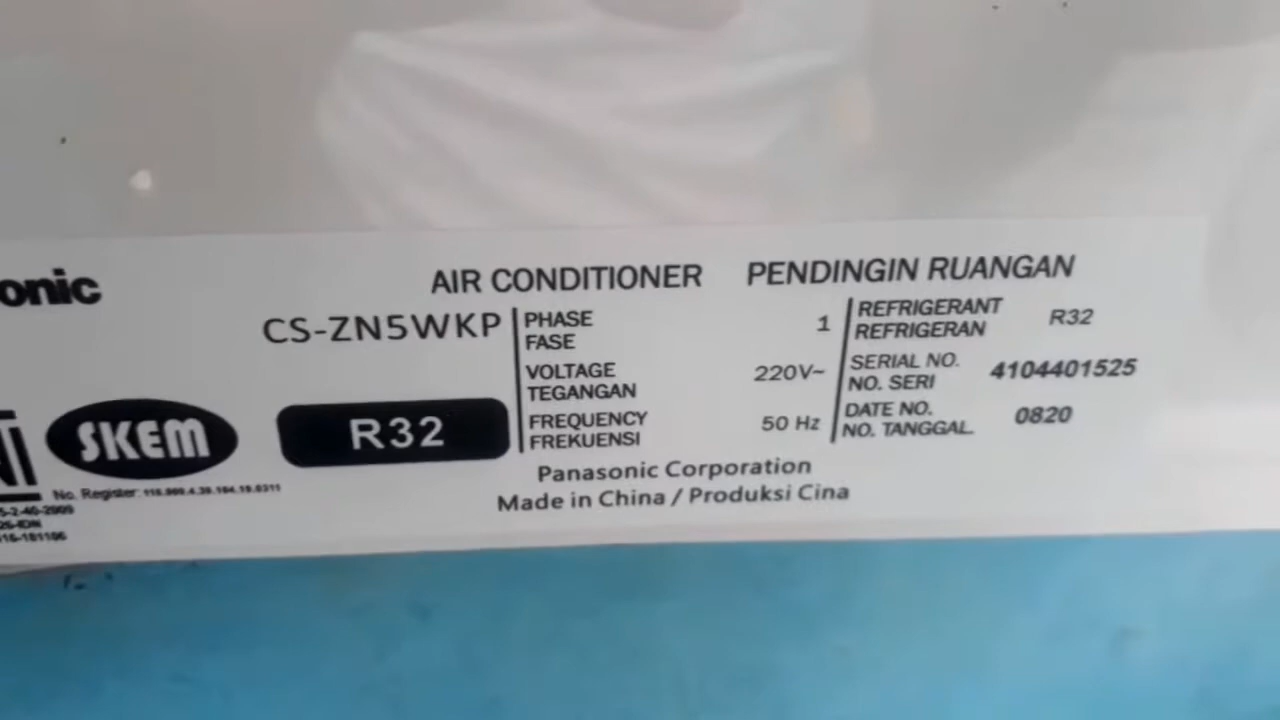 onic
AIR CONDITIONER PENDINGIN RUANGAN
CS-ZN5WKP
PHASE 1
FASE
VOLTAGE 220V~
TEGANGAN
FREQUENCY 50 Hz
FREKUENSI
REFRIGERANT R32
REFRIGERAN
SERIAL NO. 4104401525
NO. SERI
DATE NO. 0820
NO. TANGGAL
SKEM
R32
No. Register:
Panasonic Corporation
Made in China / Produksi Cina